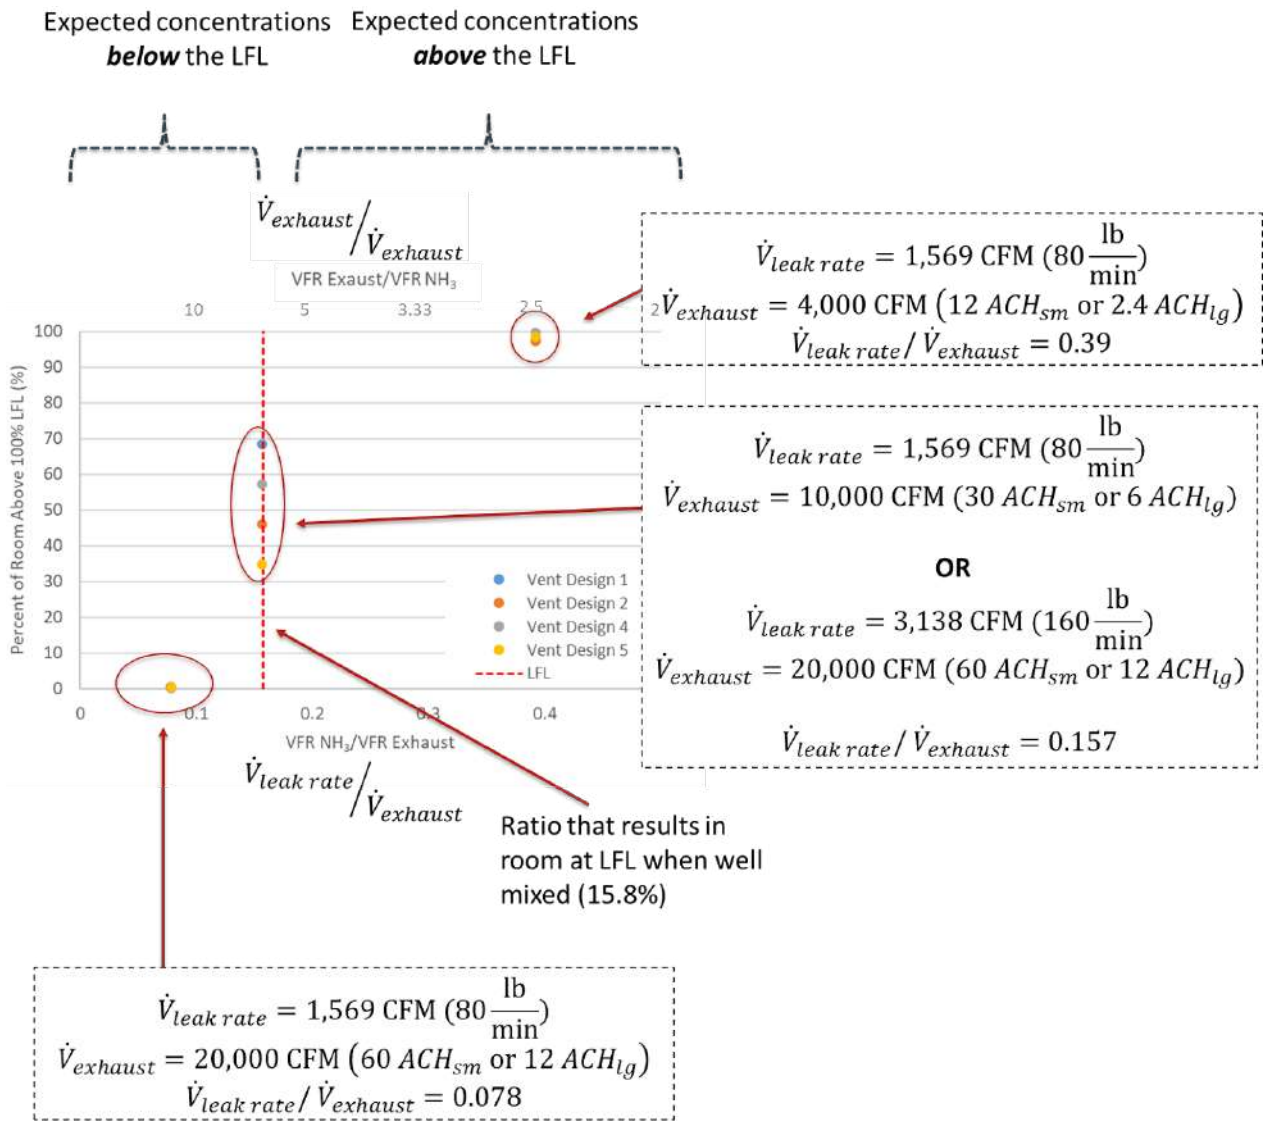 Expected concentrations
below the LFL
Expected concentrations
above the LFL
V̇exhaust/V̇exhaust
VFR Exaust/VFR NH₃
10 5 3.33 2.5 2
100
90
80
70
60
50
40
30
20
10
0
Percent of Room Above 100% LFL (%)
0 0.1 0.2 0.3 0.4
VFR NH₃/VFR Exhaust
V̇leak rate/V̇exhaust
Vent Design 1
Vent Design 2
Vent Design 4
Vent Design 5
LFL
V̇leak rate = 1,569 CFM (80 lb/min)
V̇exhaust = 4,000 CFM (12 ACHsm or 2.4 ACHlg)
V̇leak rate/V̇exhaust = 0.39
V̇leak rate = 1,569 CFM (80 lb/min)
V̇exhaust = 10,000 CFM (30 ACHsm or 6 ACHlg)
OR
V̇leak rate = 3,138 CFM (160 lb/min)
V̇exhaust = 20,000 CFM (60 ACHsm or 12 ACHlg)
V̇leak rate/V̇exhaust = 0.157
Ratio that results in
room at LFL when well
mixed (15.8%)
V̇leak rate = 1,569 CFM (80 lb/min)
V̇exhaust = 20,000 CFM (60 ACHsm or 12 ACHlg)
V̇leak rate/V̇exhaust = 0.078